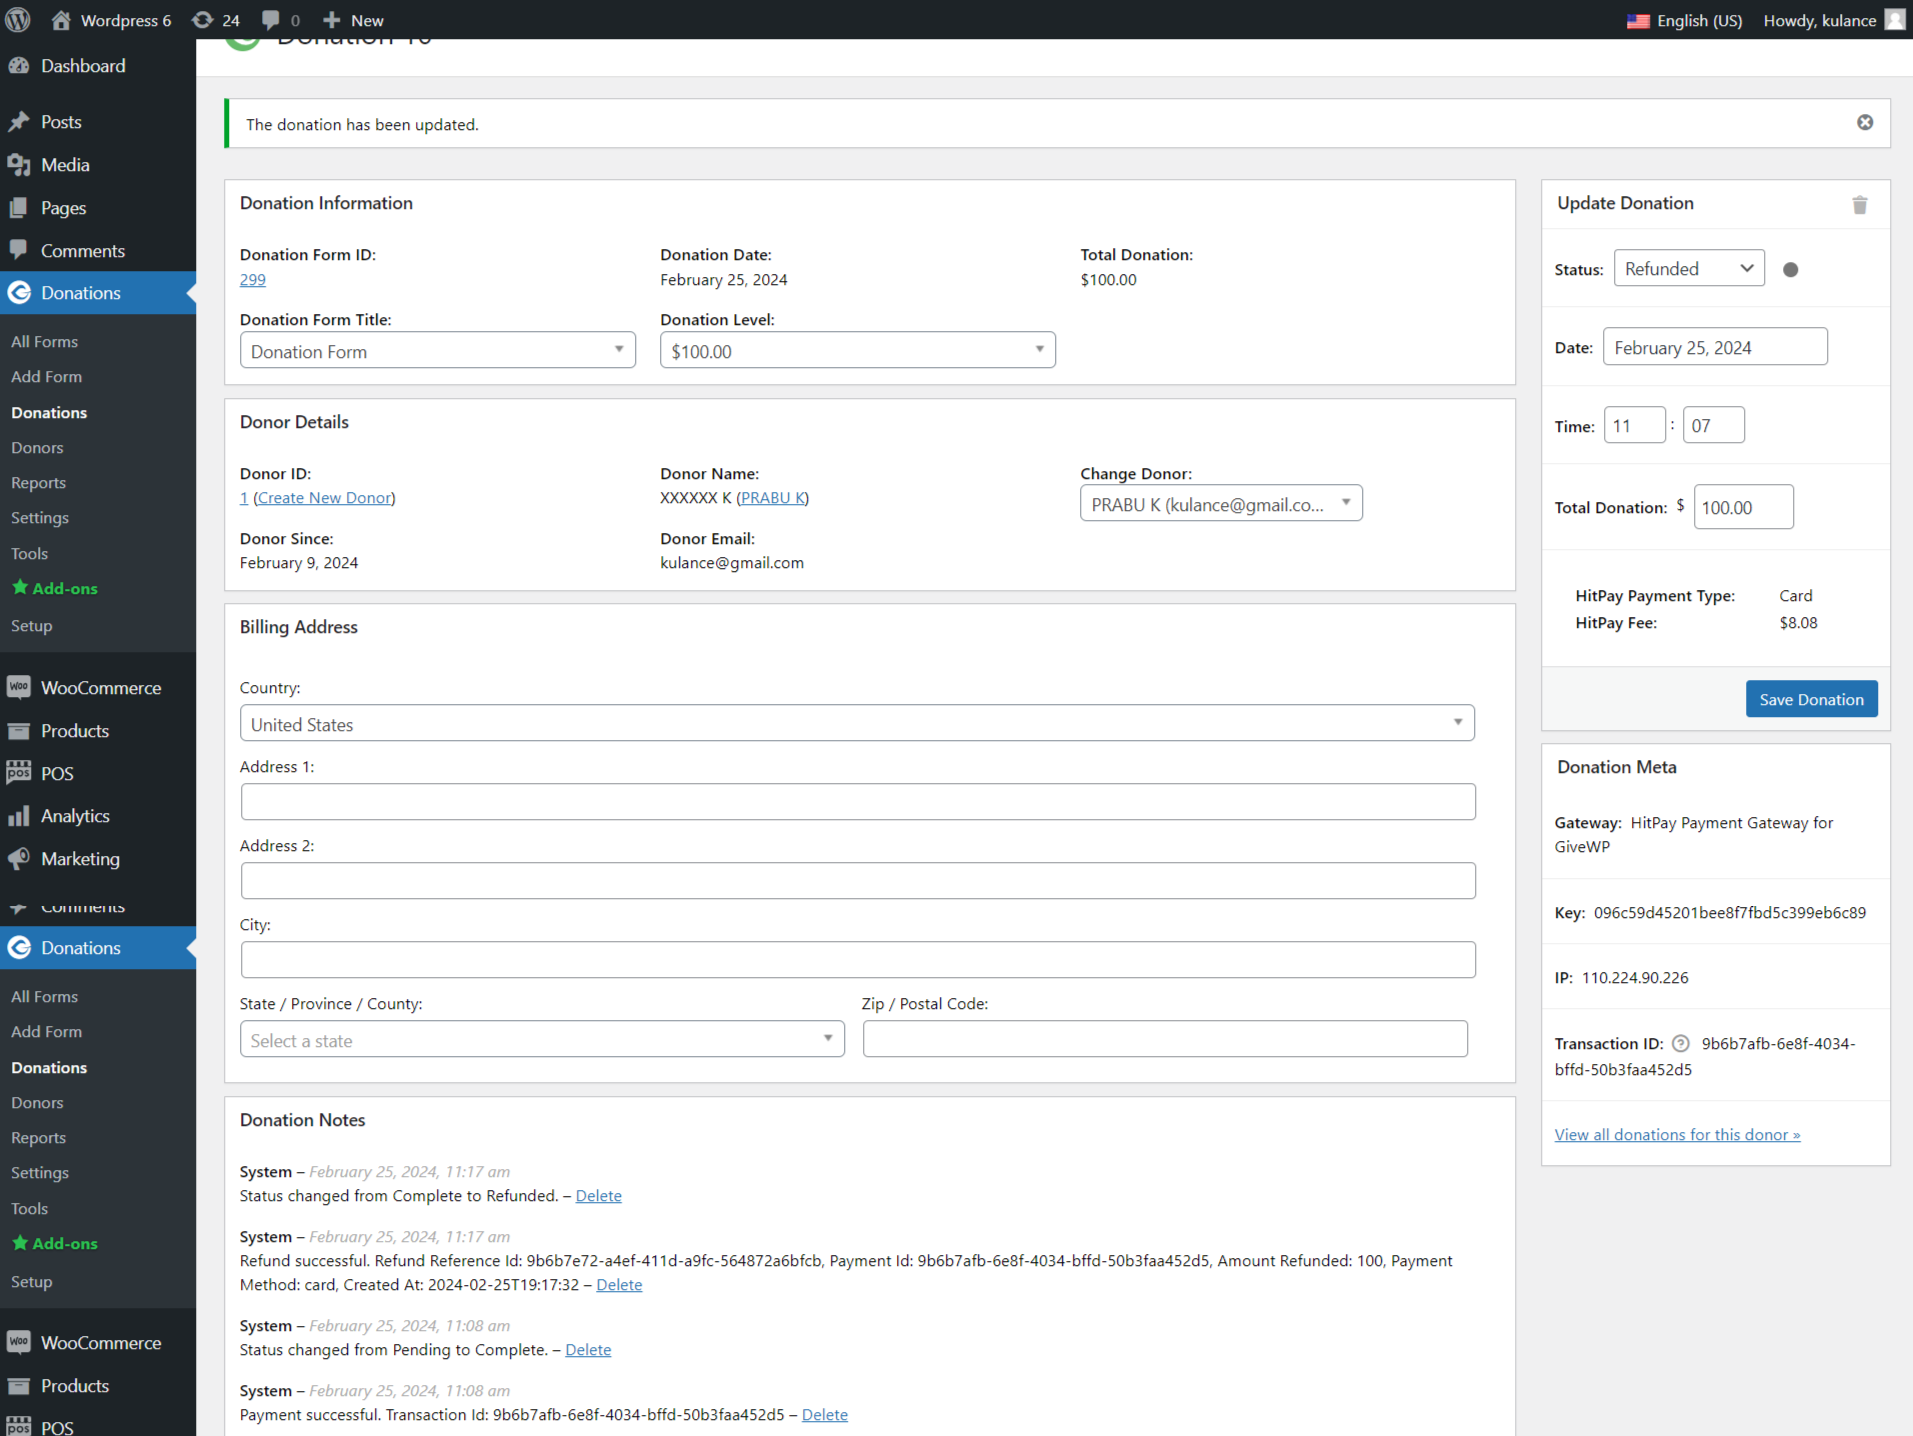 Wordpress 6
24
0
New
English (US)
Howdy, kulance
Dashboard
Posts
Media
Pages
Comments
Donations
All Forms
Add Form
Donations
Donors
Reports
Settings
Tools
Add-ons
Setup
WooCommerce
Products
POS
Analytics
Marketing
Comments
Donations
All Forms
Add Form
Donations
Donors
Reports
Settings
Tools
Add-ons
Setup
WooCommerce
Products
POS
The donation has been updated.
Donation Information
Donation Form ID:
299
Donation Date:
February 25, 2024
Total Donation:
$100.00
Donation Form Title:
Donation Form
Donation Level:
$100.00
Donor Details
Donor ID:
1 (Create New Donor)
Donor Name:
XXXXXX K (PRABU K)
Change Donor:
PRABU K (kulance@gmail.co...
Donor Since:
February 9, 2024
Donor Email:
kulance@gmail.com
Billing Address
Country:
United States
Address 1:
Address 2:
City:
State / Province / County:
Select a state
Zip / Postal Code:
Donation Notes
System – February 25, 2024, 11:17 am
Status changed from Complete to Refunded. – Delete
System – February 25, 2024, 11:17 am
Refund successful. Refund Reference Id: 9b6b7e72-a4ef-411d-a9fc-564872a6bfcb, Payment Id: 9b6b7afb-6e8f-4034-bffd-50b3faa452d5, Amount Refunded: 100, Payment
Method: card, Created At: 2024-02-25T19:17:32 – Delete
System – February 25, 2024, 11:08 am
Status changed from Pending to Complete. – Delete
System – February 25, 2024, 11:08 am
Payment successful. Transaction Id: 9b6b7afb-6e8f-4034-bffd-50b3faa452d5 – Delete
Update Donation
Status: Refunded
Date: February 25, 2024
Time: 11 : 07
Total Donation: $ 100.00
HitPay Payment Type: Card
HitPay Fee: $8.08
Save Donation
Donation Meta
Gateway: HitPay Payment Gateway for
GiveWP
Key: 096c59d45201bee8f7fbd5c399eb6c89
IP: 110.224.90.226
Transaction ID: 9b6b7afb-6e8f-4034-
bffd-50b3faa452d5
View all donations for this donor »